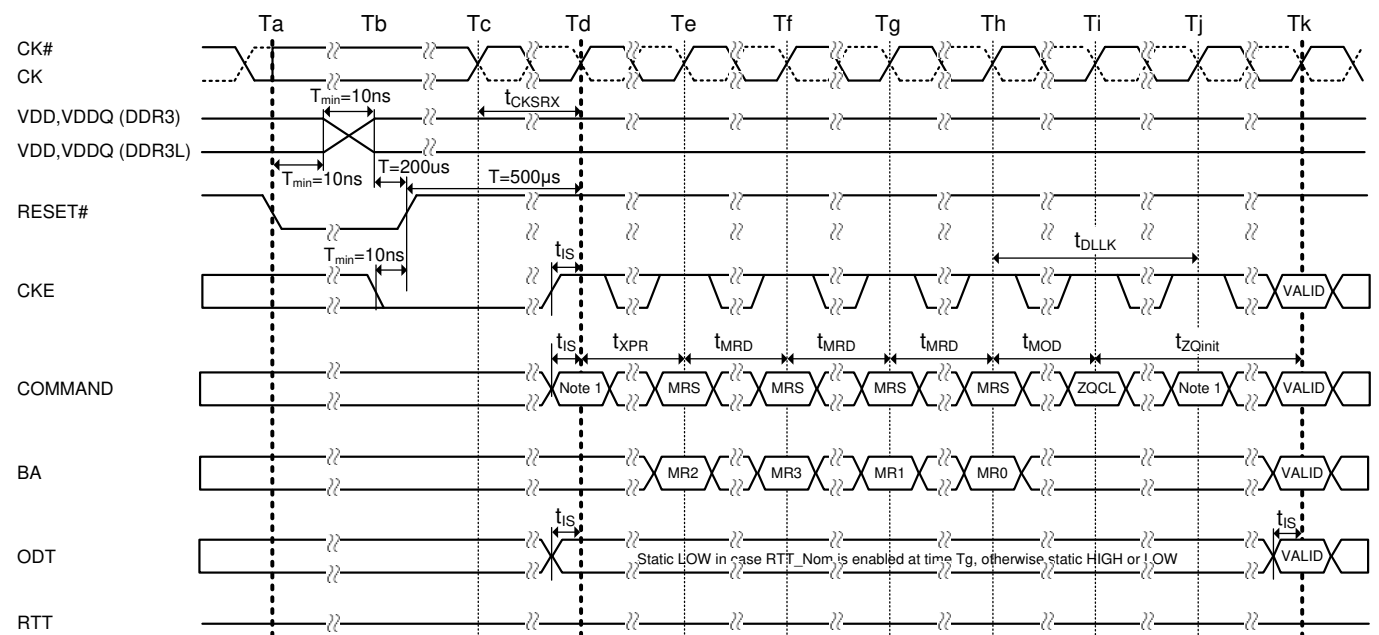 Ta Tb Tc Td Te Tf Tg Th Ti Tj Tk
CK#
CK
Tmin=10ns
tCKSRX
VDD,VDDQ (DDR3)
VDD,VDDQ (DDR3L)
Tmin=10ns
T=200us
T=500µs
RESET#
Tmin=10ns
tIS
tDLLK
CKE
VALID
tIS tXPR tMRD tMRD tMRD tMOD tZQinit
COMMAND
Note 1 MRS MRS MRS MRS ZQCL Note 1 VALID
BA
MR2 MR3 MR1 MR0 VALID
tIS
tIS
ODT
Static LOW in case RTT_Nom is enabled at time Tg, otherwise static HIGH or LOW
VALID
RTT